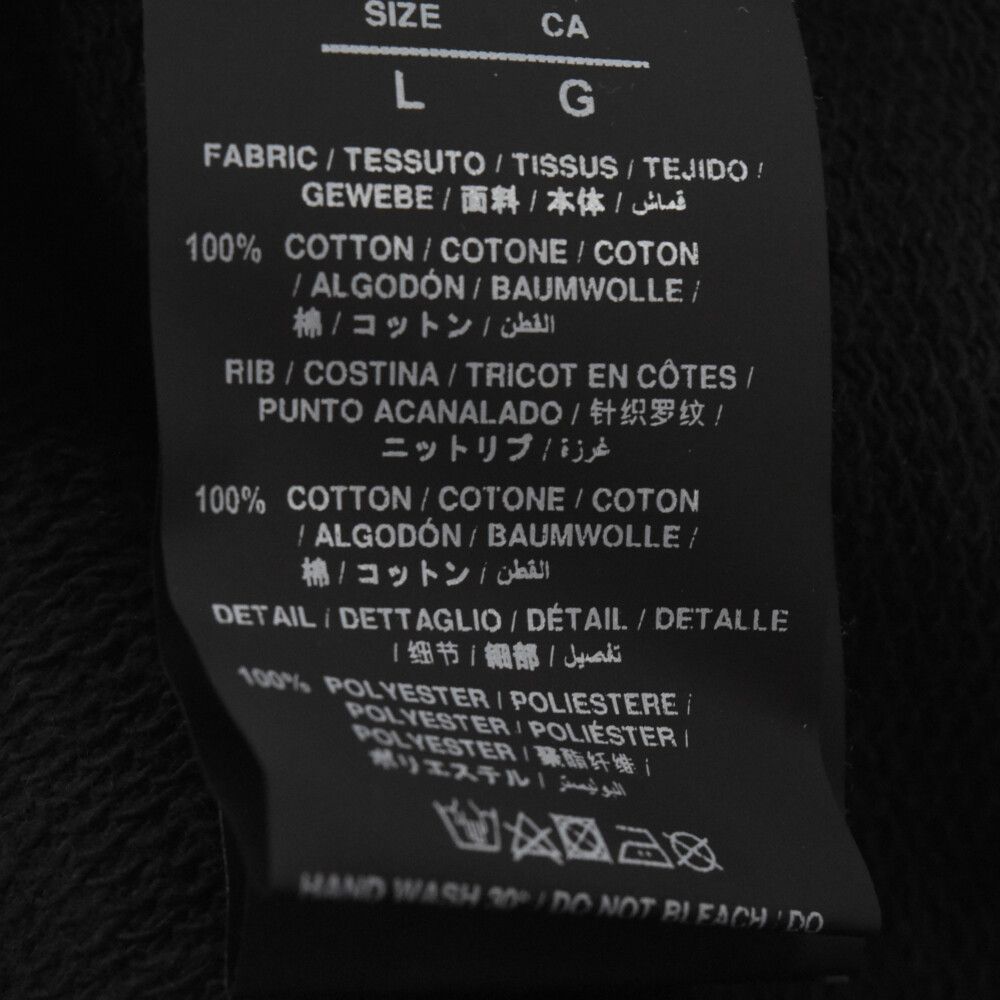 SIZE CA
L G
FABRIC / TESSUTO / TISSUS / TEJIDO /
GEWEBE / 面料 / 本体 / قماش
100% COTTON / COTONE / COTON
/ ALGODÓN / BAUMWOLLE /
棉 / コットン / القطن
RIB / COSTINA / TRICOT EN CÔTES /
PUNTO ACANALADO / 针织罗纹 /
ニットリブ / غرزة
100% COTTON / COTONE / COTON
/ ALGODÓN / BAUMWOLLE /
棉 / コットン / القطن
DETAIL / DETTAGLIO / DÉTAIL / DETALLE
/ 细节 / 細部 / تفصيل
100% POLYESTER / POLIESTERE /
POLYESTER / POLIÉSTER /
POLYESTER / 聚酯纤维 /
ポリエステル / البوليستر
HAND WASH 30° / DO NOT BLEACH / DO